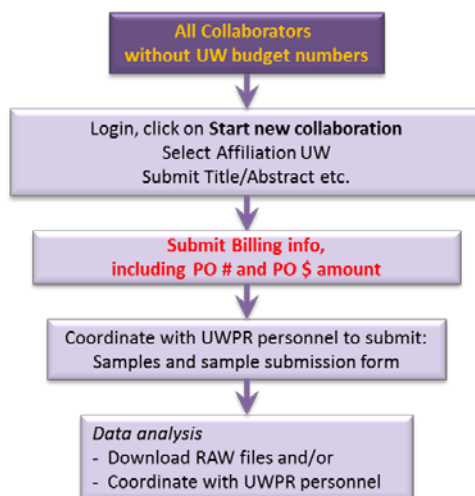 All Collaborators
without UW budget numbers
Login, click on Start new collaboration
Select Affiliation UW
Submit Title/Abstract etc.
Submit Billing info,
including PO # and PO $ amount
Coordinate with UWPR personnel to submit:
Samples and sample submission form
Data analysis
- Download RAW files and/or
- Coordinate with UWPR personnel